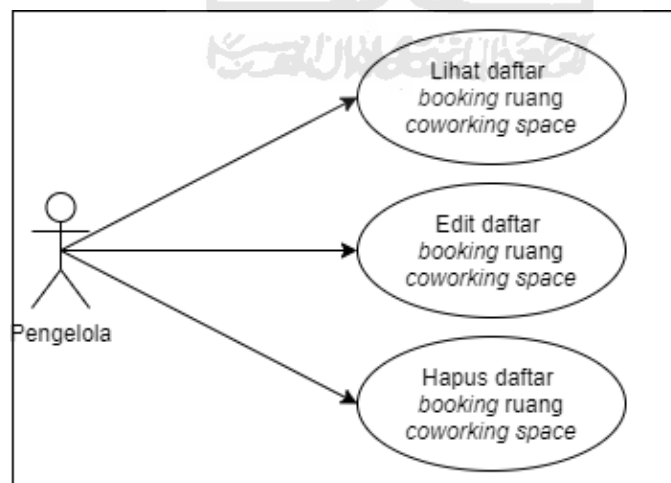 Lihat daftar
booking ruang
coworking space
Edit daftar
booking ruang
coworking space
Pengelola
Hapus daftar
booking ruang
coworking space